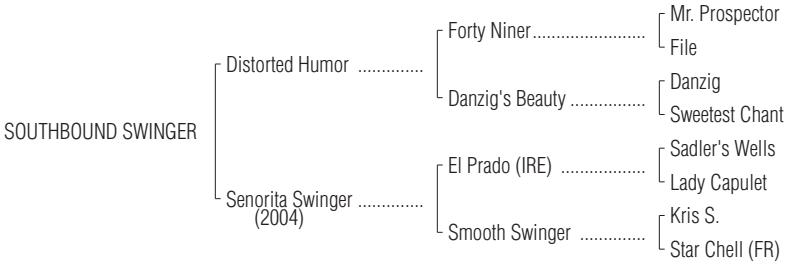 Mr. Prospector
Forty Niner........................
File
Distorted Humor ..............
Danzig
Danzig's Beauty ................
Sweetest Chant
SOUTHBOUND SWINGER
Sadler's Wells
El Prado (IRE) ..................
Lady Capulet
Senorita Swinger ..............
(2004)
Kris S.
Smooth Swinger ..............
Star Chell (FR)